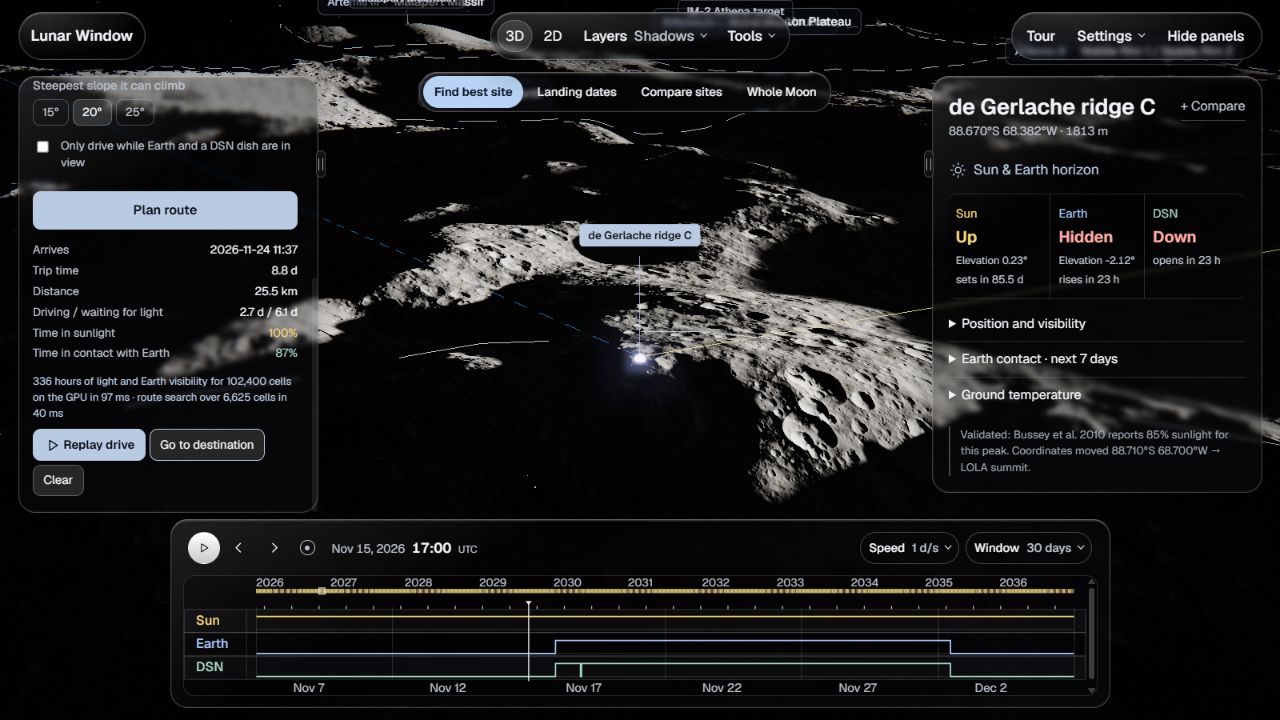 Lunar Window
3D
2D
Layers Shadows
Tools
Tour
Settings
Hide panels
Malapert Massif
IM-2 Athena target
Plateau
Find best site
Landing dates
Compare sites
Whole Moon
Steepest slope it can climb
15°
20°
25°
Only drive while Earth and a DSN dish are in
view
Plan route
Arrives 2026-11-24 11:37
Trip time 8.8 d
Distance 25.5 km
Driving / waiting for light 2.7 d / 6.1 d
Time in sunlight 100%
Time in contact with Earth 87%
336 hours of light and Earth visibility for 102,400 cells
on the GPU in 97 ms · route search over 6,625 cells in
40 ms
Replay drive
Go to destination
Clear
de Gerlache ridge C
de Gerlache ridge C
+ Compare
88.670°S 68.382°W · 1813 m
Sun & Earth horizon
Sun Earth DSN
Up Hidden Down
Elevation 0.23° Elevation -2.12° opens in 23 h
sets in 85.5 d rises in 23 h
Position and visibility
Earth contact · next 7 days
Ground temperature
Validated: Bussey et al. 2010 reports 85% sunlight for
this peak. Coordinates moved 88.710°S 68.700°W →
LOLA summit.
Nov 15, 2026 17:00 UTC
Speed 1 d/s
Window 30 days
2026 2027 2028 2029 2030 2031 2032 2033 2034 2035 2036
Sun
Earth
DSN
Nov 7 Nov 12 Nov 17 Nov 22 Nov 27 Dec 2